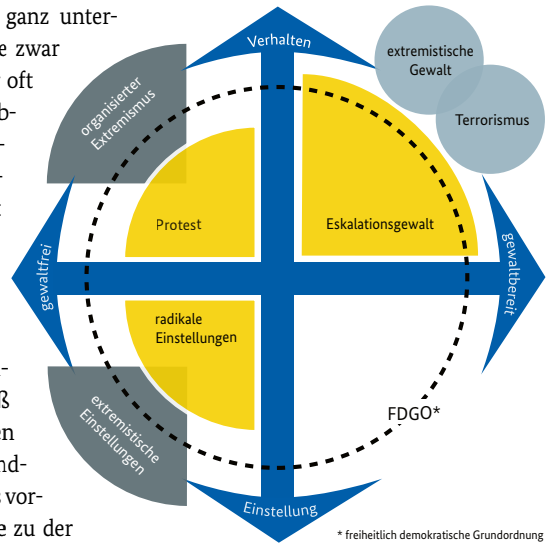 ganz unter-
e zwar
oft
b-
-
-
t
Verhalten
extremistische
Gewalt
Terrorismus
organisierter
Extremismus
Protest
Eskalationsgewalt
gewaltfrei
gewaltbereit
radikale
Einstellungen
extremistische
Einstellungen
FDGO*
Einstellung
n-
ß
en
nd-
s vor-
e zu der
* freiheitlich demokratische Grundordnung